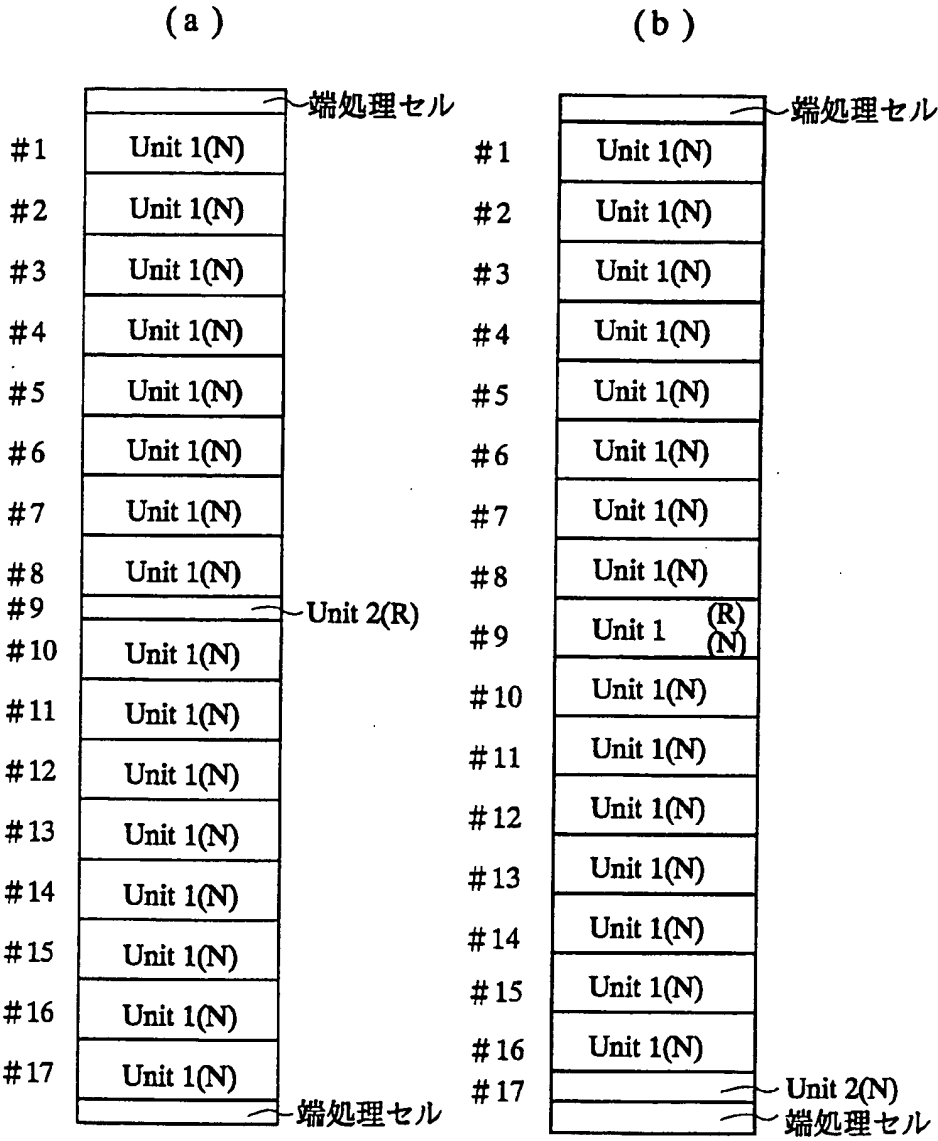 (a)
端処理セル
#1 Unit 1(N)
#2 Unit 1(N)
#3 Unit 1(N)
#4 Unit 1(N)
#5 Unit 1(N)
#6 Unit 1(N)
#7 Unit 1(N)
#8 Unit 1(N)
#9 Unit 2(R)
#10 Unit 1(N)
#11 Unit 1(N)
#12 Unit 1(N)
#13 Unit 1(N)
#14 Unit 1(N)
#15 Unit 1(N)
#16 Unit 1(N)
#17 Unit 1(N)
端処理セル
(b)
端処理セル
#1 Unit 1(N)
#2 Unit 1(N)
#3 Unit 1(N)
#4 Unit 1(N)
#5 Unit 1(N)
#6 Unit 1(N)
#7 Unit 1(N)
#8 Unit 1(N)
#9 Unit 1 (R)
(N)
#10 Unit 1(N)
#11 Unit 1(N)
#12 Unit 1(N)
#13 Unit 1(N)
#14 Unit 1(N)
#15 Unit 1(N)
#16 Unit 1(N)
#17 Unit 2(N)
端処理セル